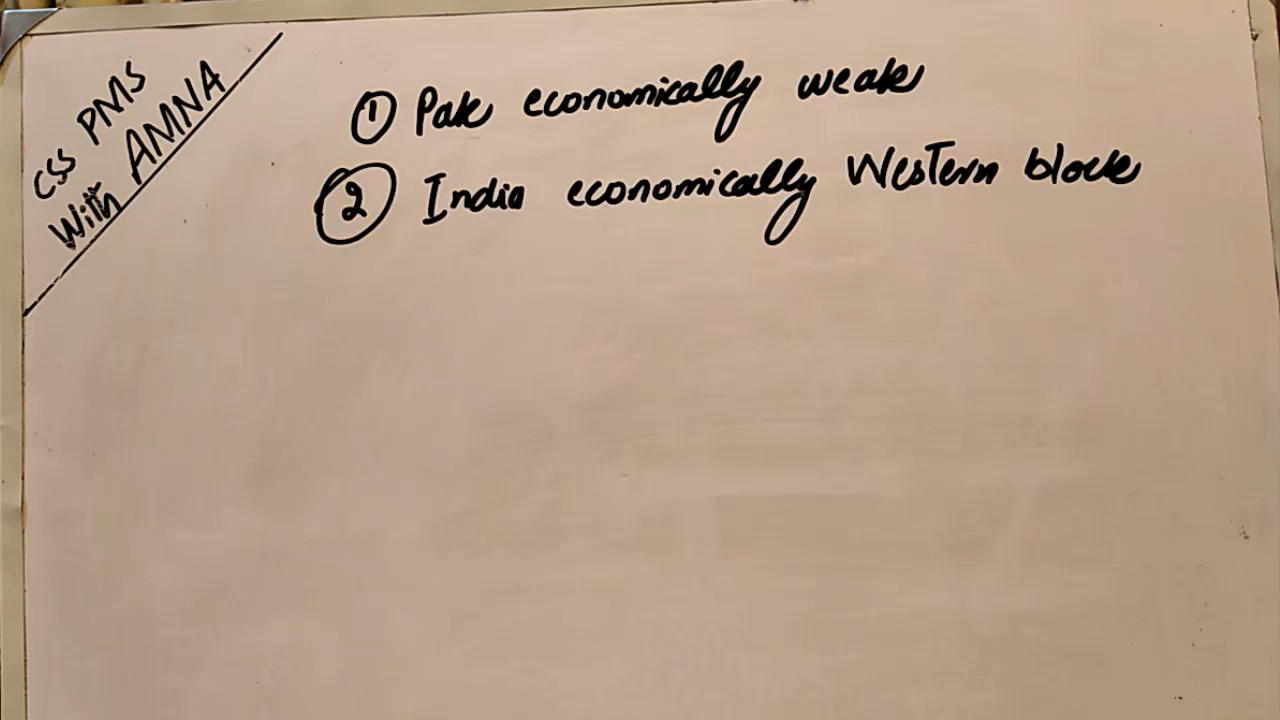 CSS PMS
With AMNA
① Pak economically weak
② India economically Western block